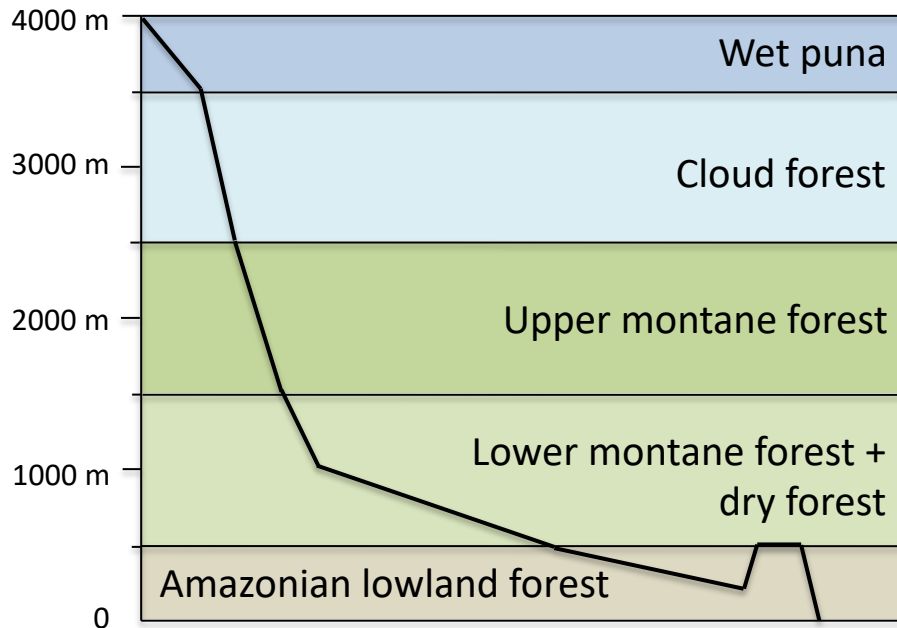 4000 m
Wet puna
3000 m
Cloud forest
2000 m
Upper montane forest
Lower montane forest +
1000 m
dry forest
Amazonian lowland forest
0